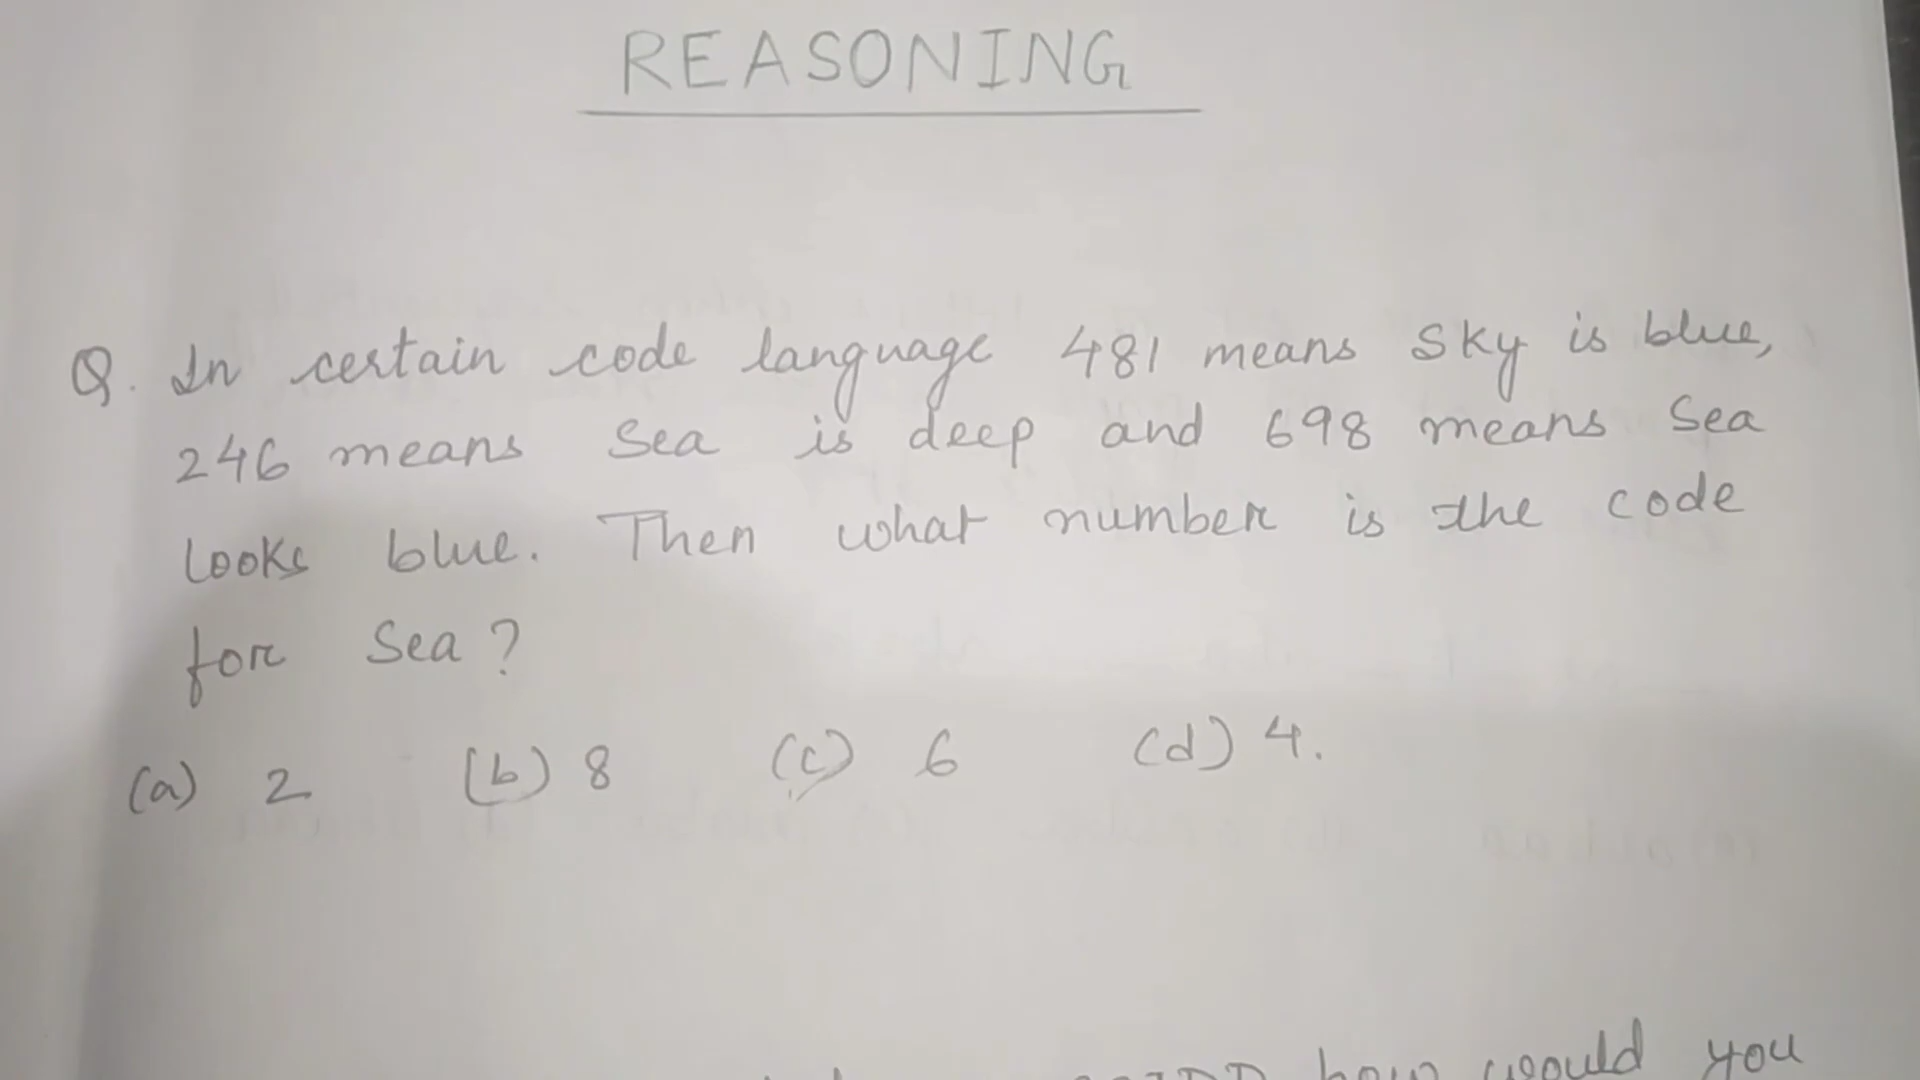 REASONING
Q. In certain code language 481 means Sky is blue,
246 means Sea is deep and 698 means Sea
looks blue. Then what number is the code
for Sea?
(a) 2 (b) 8 (c) 6 (d) 4.
how would you